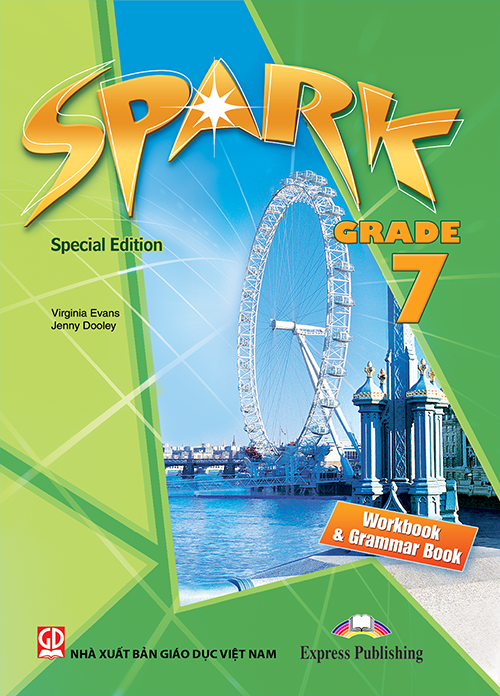 SPARK
GRADE
7
Special Edition
Virginia Evans
Jenny Dooley
Workbook
& Grammar Book
GD
NHÀ XUẤT BẢN GIÁO DỤC VIỆT NAM
Express Publishing